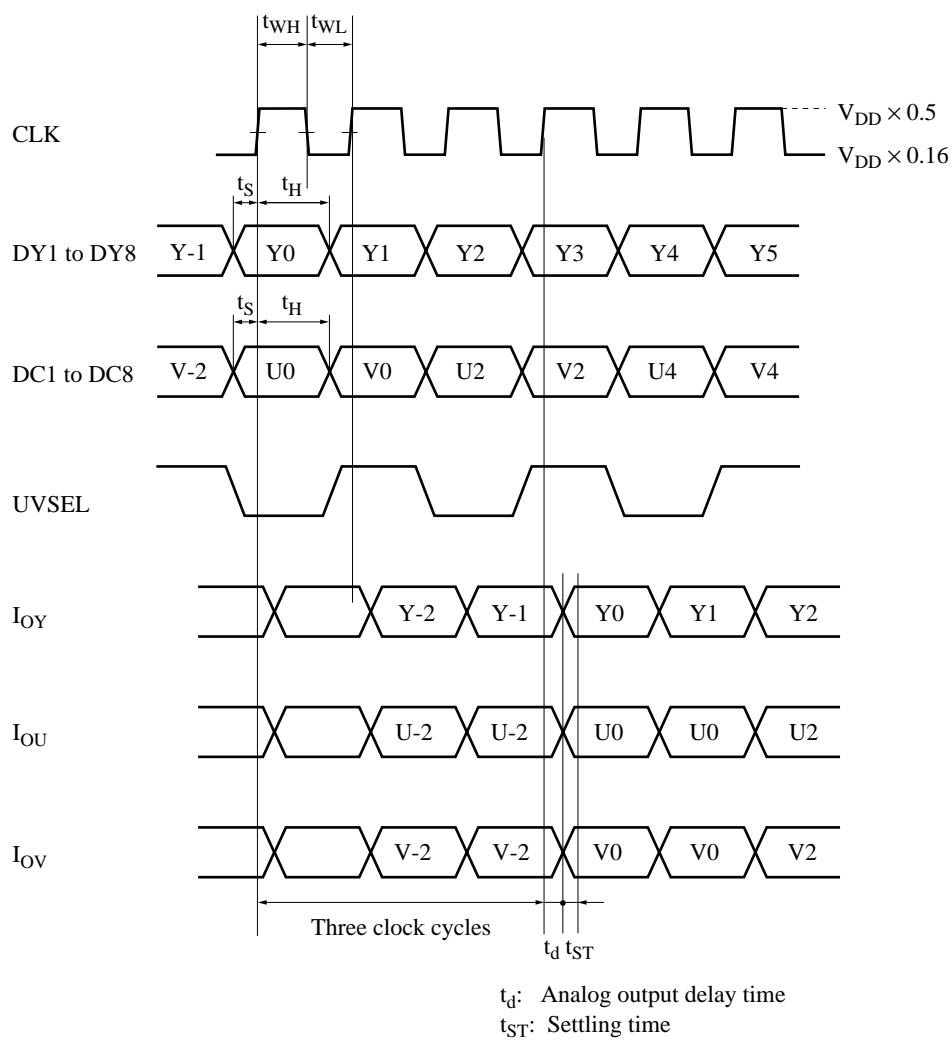 tWH tWL
CLK
VDD × 0.5
VDD × 0.16
tS tH
DY1 to DY8 Y-1 Y0 Y1 Y2 Y3 Y4 Y5
tS tH
DC1 to DC8 V-2 U0 V0 U2 V2 U4 V4
UVSEL
IOY Y-2 Y-1 Y0 Y1 Y2
IOU U-2 U-2 U0 U0 U2
IOV V-2 V-2 V0 V0 V2
Three clock cycles
td tST
td: Analog output delay time
tST: Settling time